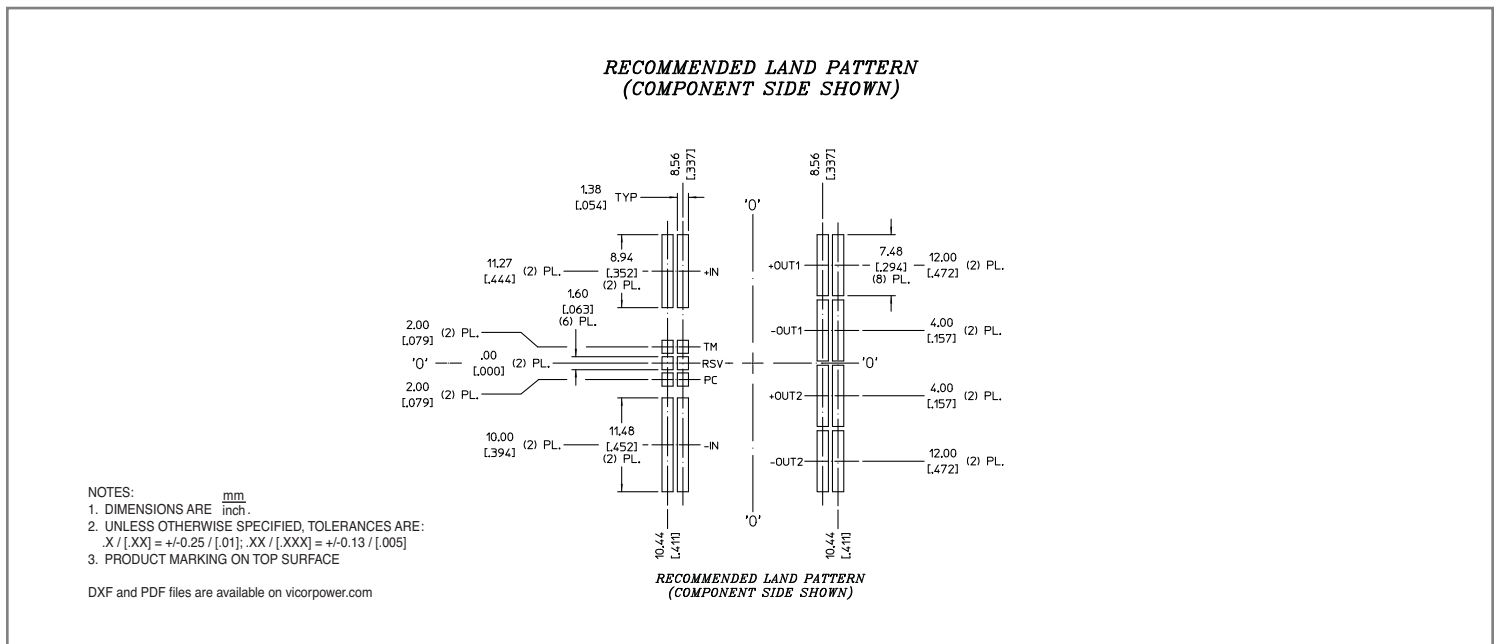 RECOMMENDED LAND PATTERN
(COMPONENT SIDE SHOWN)
8.56
[.337]
8.56
[.337]
1.38
[.054] TYP
'0'
11.27
[.444] (2) PL.
8.94
[.352]
(2) PL.
+IN
+OUT1
7.48
[.294]
(8) PL.
12.00
[.472] (2) PL.
1.60
[.063]
(6) PL.
2.00
[.079] (2) PL.
TM
-OUT1
4.00
[.157] (2) PL.
'0'
.00
[.000] (2) PL.
RSV
'0'
2.00
[.079] (2) PL.
PC
+OUT2
4.00
[.157] (2) PL.
10.00
[.394] (2) PL.
11.48
[.452]
(2) PL.
-IN
-OUT2
12.00
[.472] (2) PL.
'0'
10.44
[.411]
10.44
[.411]
NOTES:
1. DIMENSIONS ARE mm
inch.
2. UNLESS OTHERWISE SPECIFIED, TOLERANCES ARE:
.X / [.XX] = +/-0.25 / [.01]; .XX / [.XXX] = +/-0.13 / [.005]
3. PRODUCT MARKING ON TOP SURFACE
DXF and PDF files are available on vicorpower.com
RECOMMENDED LAND PATTERN
(COMPONENT SIDE SHOWN)